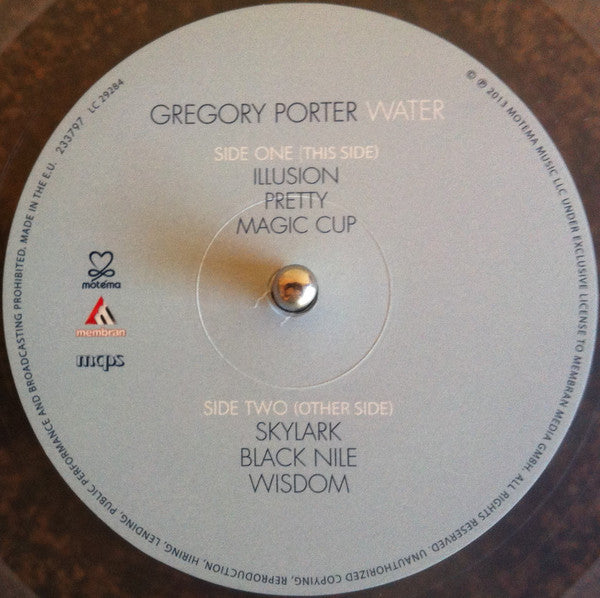 GREGORY PORTER WATER
SIDE ONE (THIS SIDE)
ILLUSION
PRETTY
MAGIC CUP
motema
membran
mcps
SIDE TWO (OTHER SIDE)
SKYLARK
BLACK NILE
WISDOM
© ℗ 2013 MOTEMA MUSIC LLC UNDER EXCLUSIVE LICENSE TO MEMBRAN MEDIA GMBH. ALL RIGHTS RESERVED. UNAUTHORIZED COPYING, REPRODUCTION, HIRING, LENDING, PUBLIC PERFORMANCE AND BROADCASTING PROHIBITED. MADE IN THE E.U. 233797 LC 29284